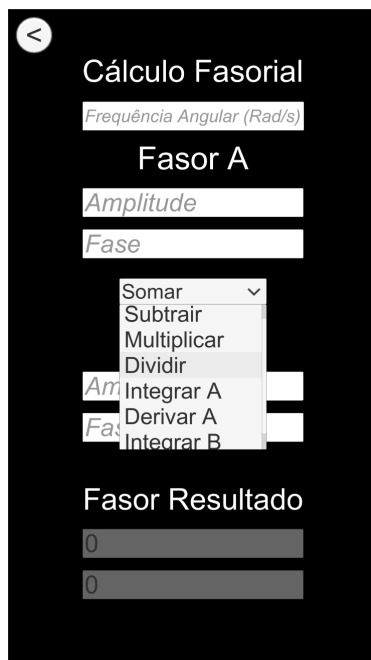 <
Cálculo Fasorial
Frequência Angular (Rad/s)
Fasor A
Amplitude
Fase
Somar
Subtrair
Multiplicar
Dividir
Integrar A
Derivar A
Integrar B
Fasor Resultado
0
0